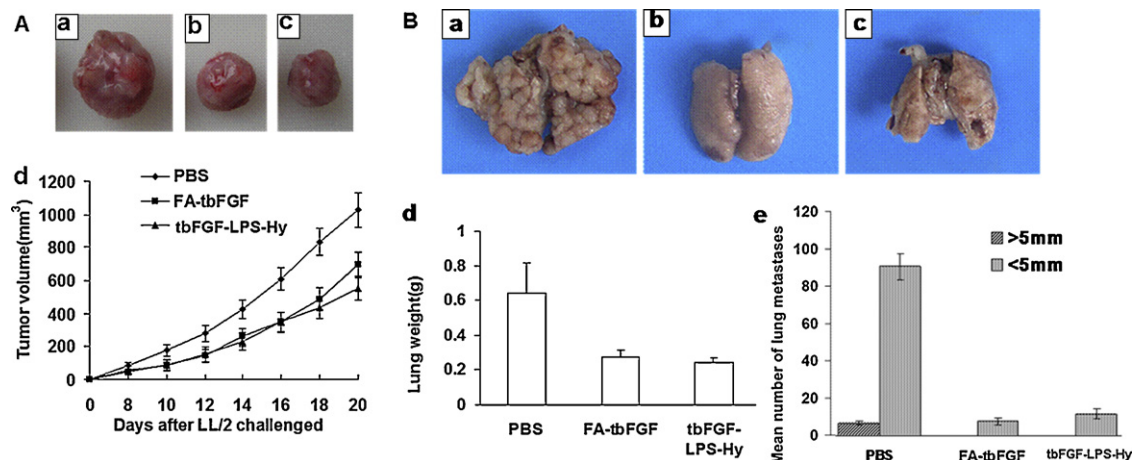 A
a
b
c
B
a
b
c
d
Tumor volume(mm³)
1200
1000
800
600
400
200
0
PBS
FA-tbFGF
tbFGF-LPS-Hy
0 8 10 12 14 16 18 20
Days after LL/2 challenged
d
Lung weight(g)
1
0.8
0.6
0.4
0.2
0
PBS FA-tbFGF tbFGF-
LPS-Hy
e
Mean number of lung metastases
120
100
80
60
40
20
0
>5mm
<5mm
PBS FA-tbFGF tbFGF-LPS-Hy